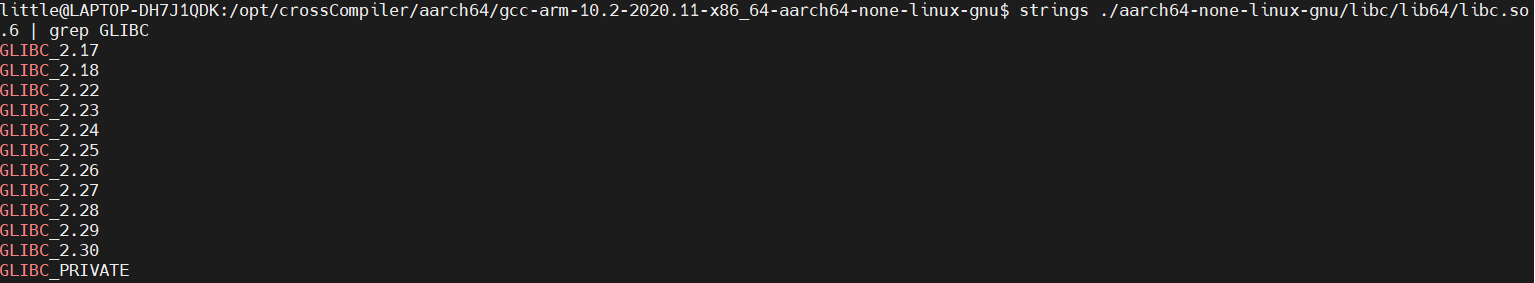 little@LAPTOP-DH7J1QDK:/opt/crossCompiler/aarch64/gcc-arm-10.2-2020.11-x86_64-aarch64-none-linux-gnu$ strings ./aarch64-none-linux-gnu/libc/lib64/libc.so
.6 | grep GLIBC
GLIBC_2.17
GLIBC_2.18
GLIBC_2.22
GLIBC_2.23
GLIBC_2.24
GLIBC_2.25
GLIBC_2.26
GLIBC_2.27
GLIBC_2.28
GLIBC_2.29
GLIBC_2.30
GLIBC_PRIVATE